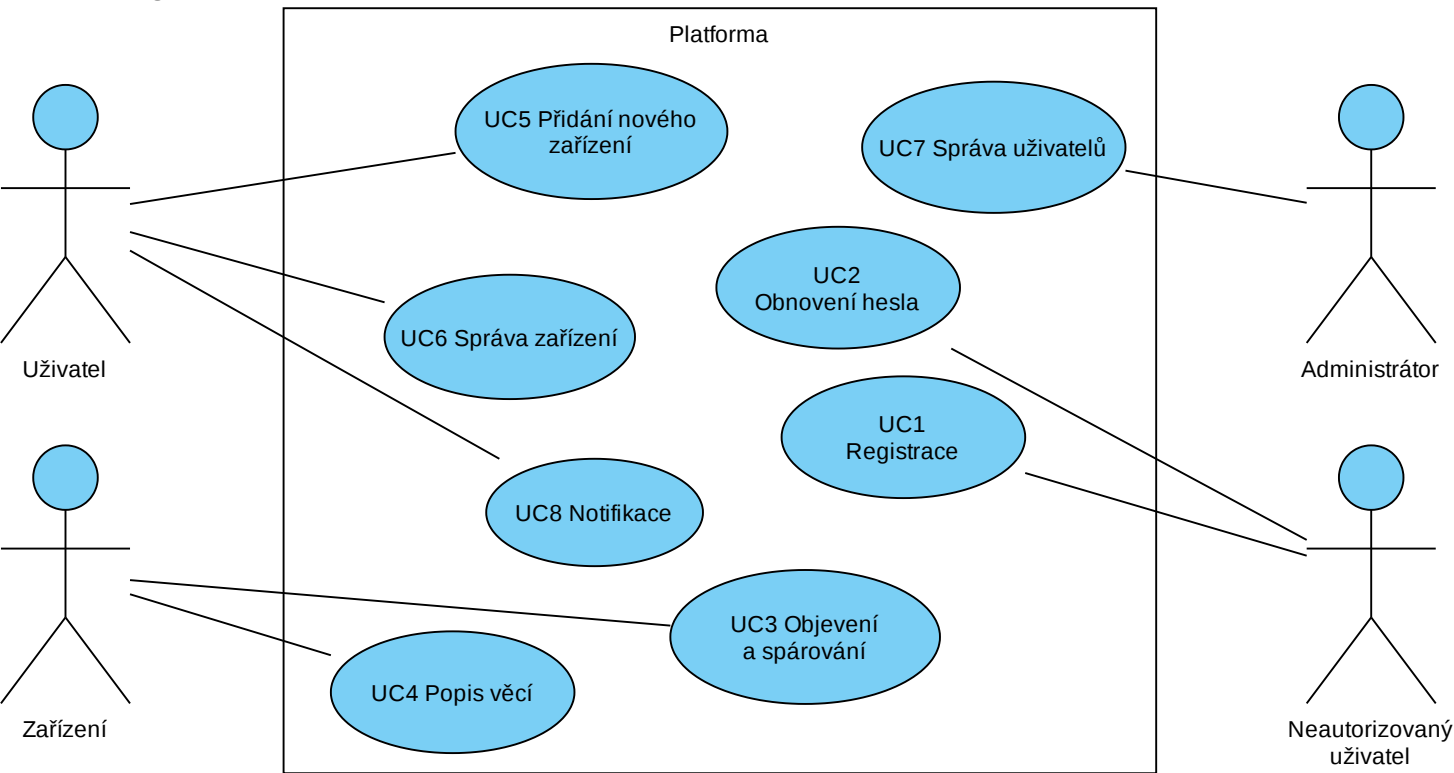 Platforma
UC5 Přidání nového
zařízení
UC7 Správa uživatelů
UC2
Obnovení hesla
UC6 Správa zařízení
Uživatel
Administrátor
UC1
Registrace
UC8 Notifikace
UC3 Objevení
a spárování
UC4 Popis věcí
Zařízení
Neautorizovaný
uživatel